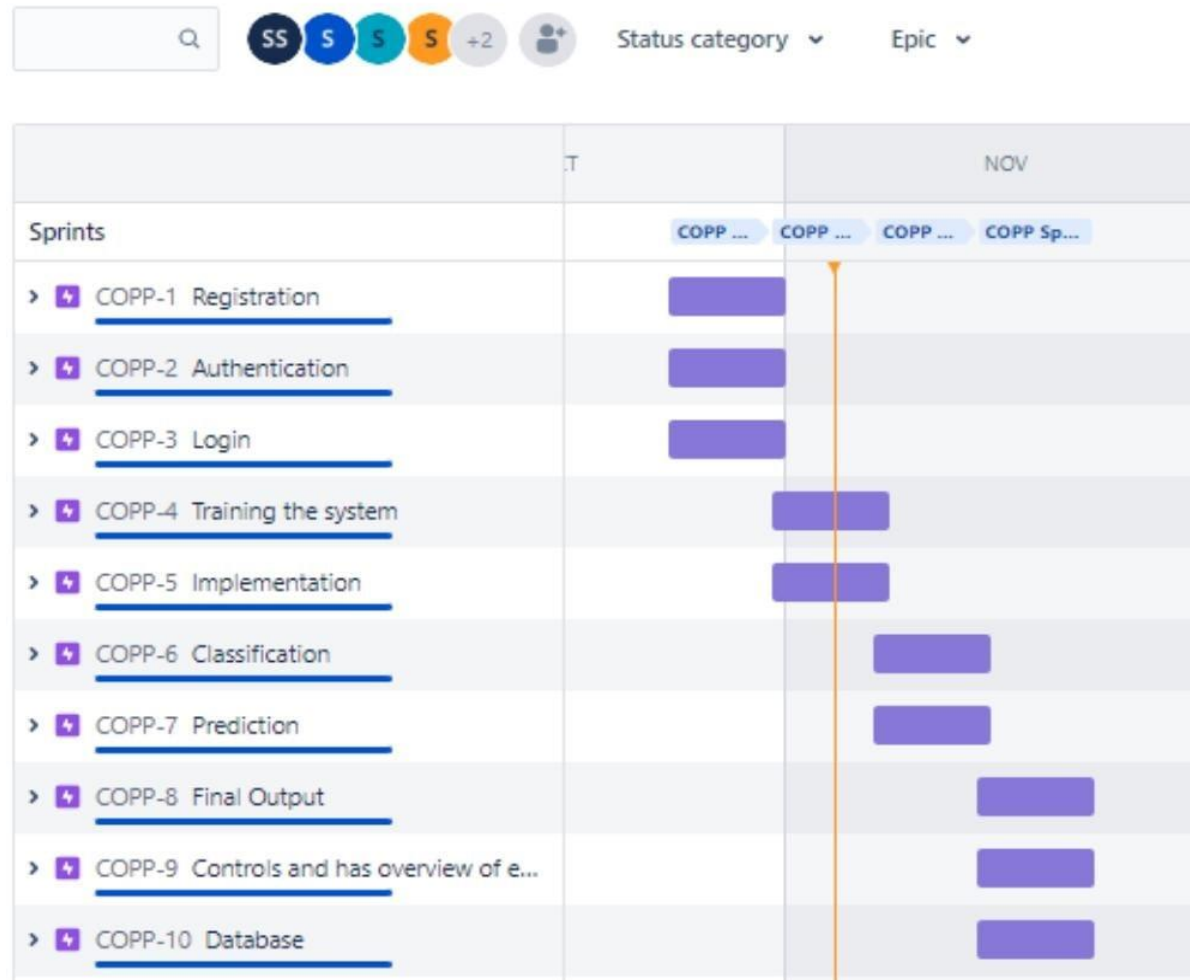 SS S S S +2 Status category Epic
T NOV
Sprints COPP ... COPP ... COPP ... COPP Sp...
COPP-1 Registration
COPP-2 Authentication
COPP-3 Login
COPP-4 Training the system
COPP-5 Implementation
COPP-6 Classification
COPP-7 Prediction
COPP-8 Final Output
COPP-9 Controls and has overview of e...
COPP-10 Database